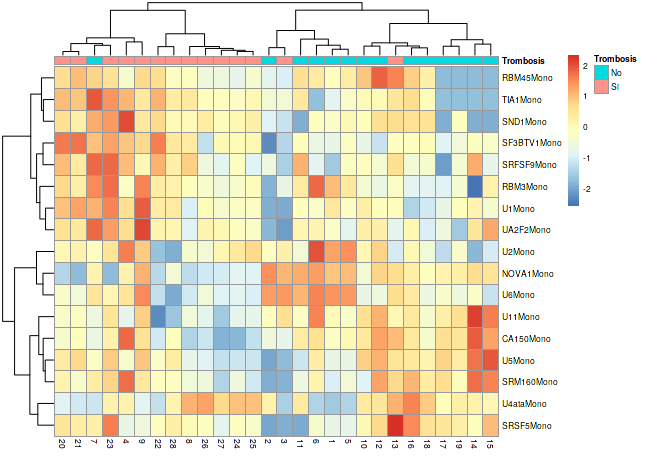 Trombosis
RBM45Mono
TIA1Mono
SND1Mono
SF3BTV1Mono
SRFSF9Mono
RBM3Mono
U1Mono
UA2F2Mono
U2Mono
NOVA1Mono
U6Mono
U11Mono
CA150Mono
U5Mono
SRM160Mono
U4ataMono
SRSF5Mono
20 21 7 23 4 9 22 28 8 26 27 24 25 2 3 11 6 1 5 10 12 13 16 18 17 19 14 15
2
1
0
-1
-2
Trombosis
No
SI